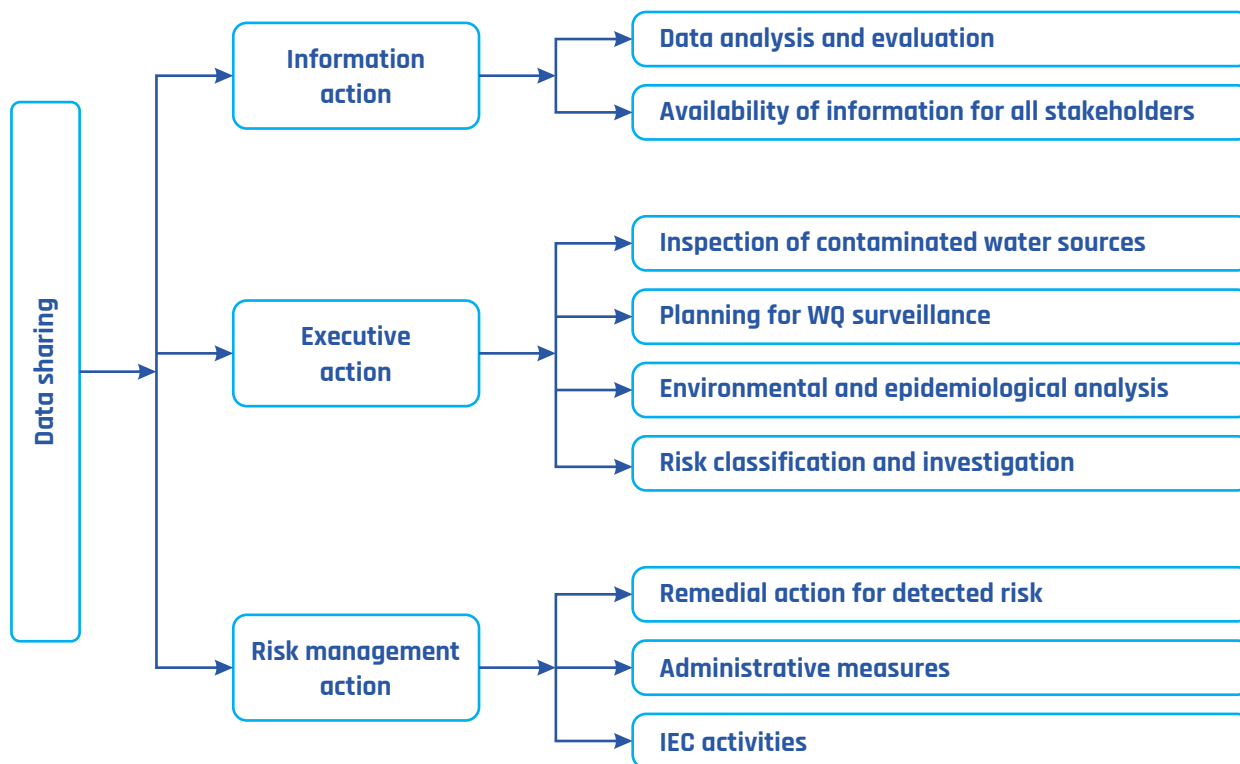 Data sharing
Information
action
Data analysis and evaluation
Availability of information for all stakeholders
Executive
action
Inspection of contaminated water sources
Planning for WQ surveillance
Environmental and epidemiological analysis
Risk classification and investigation
Risk management
action
Remedial action for detected risk
Administrative measures
IEC activities